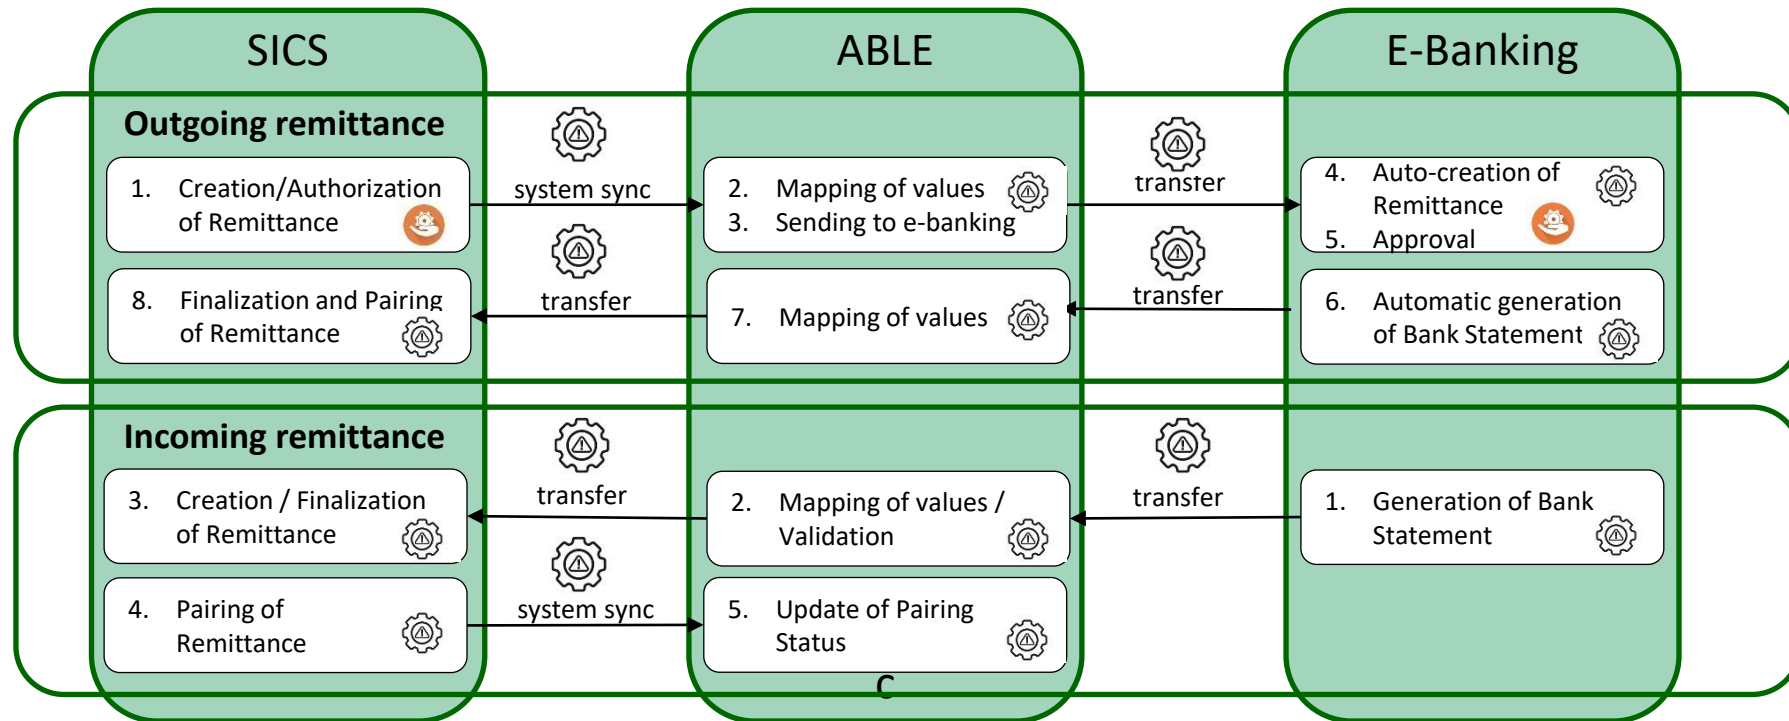 SICS
ABLE
E-Banking
Outgoing remittance
1. Creation/Authorization
of Remittance
system sync
2. Mapping of values
3. Sending to e-banking
transfer
4. Auto-creation of
Remittance
5. Approval
8. Finalization and Pairing
of Remittance
transfer
7. Mapping of values
transfer
6. Automatic generation
of Bank Statement
Incoming remittance
3. Creation / Finalization
of Remittance
transfer
2. Mapping of values /
Validation
transfer
1. Generation of Bank
Statement
4. Pairing of
Remittance
system sync
5. Update of Pairing
Status
C